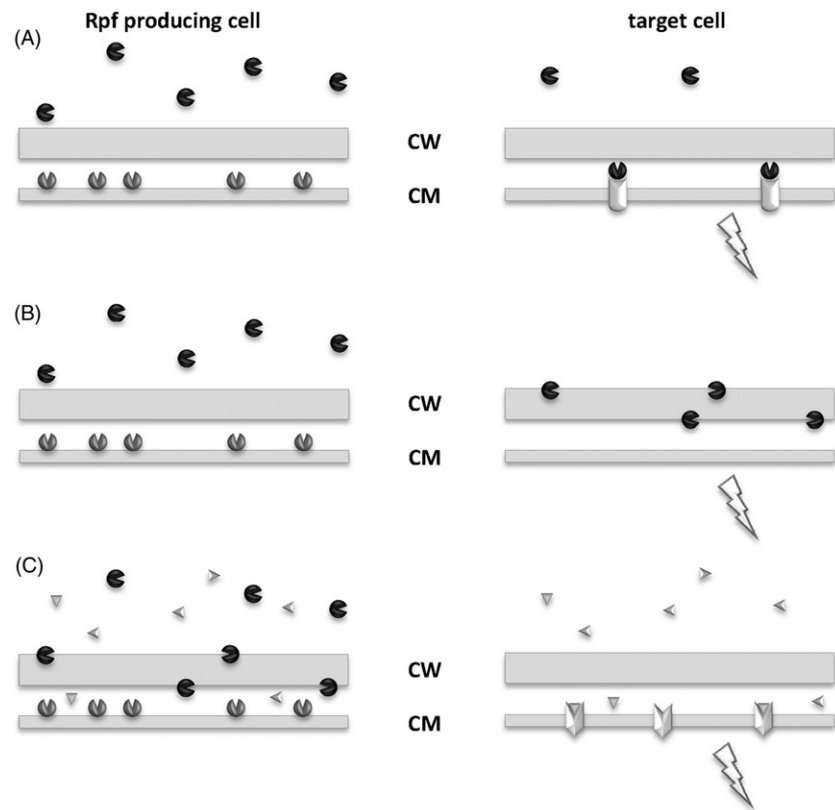 Rpf producing cell
target cell
(A)
CW
CM
(B)
CW
CM
(C)
CW
CM